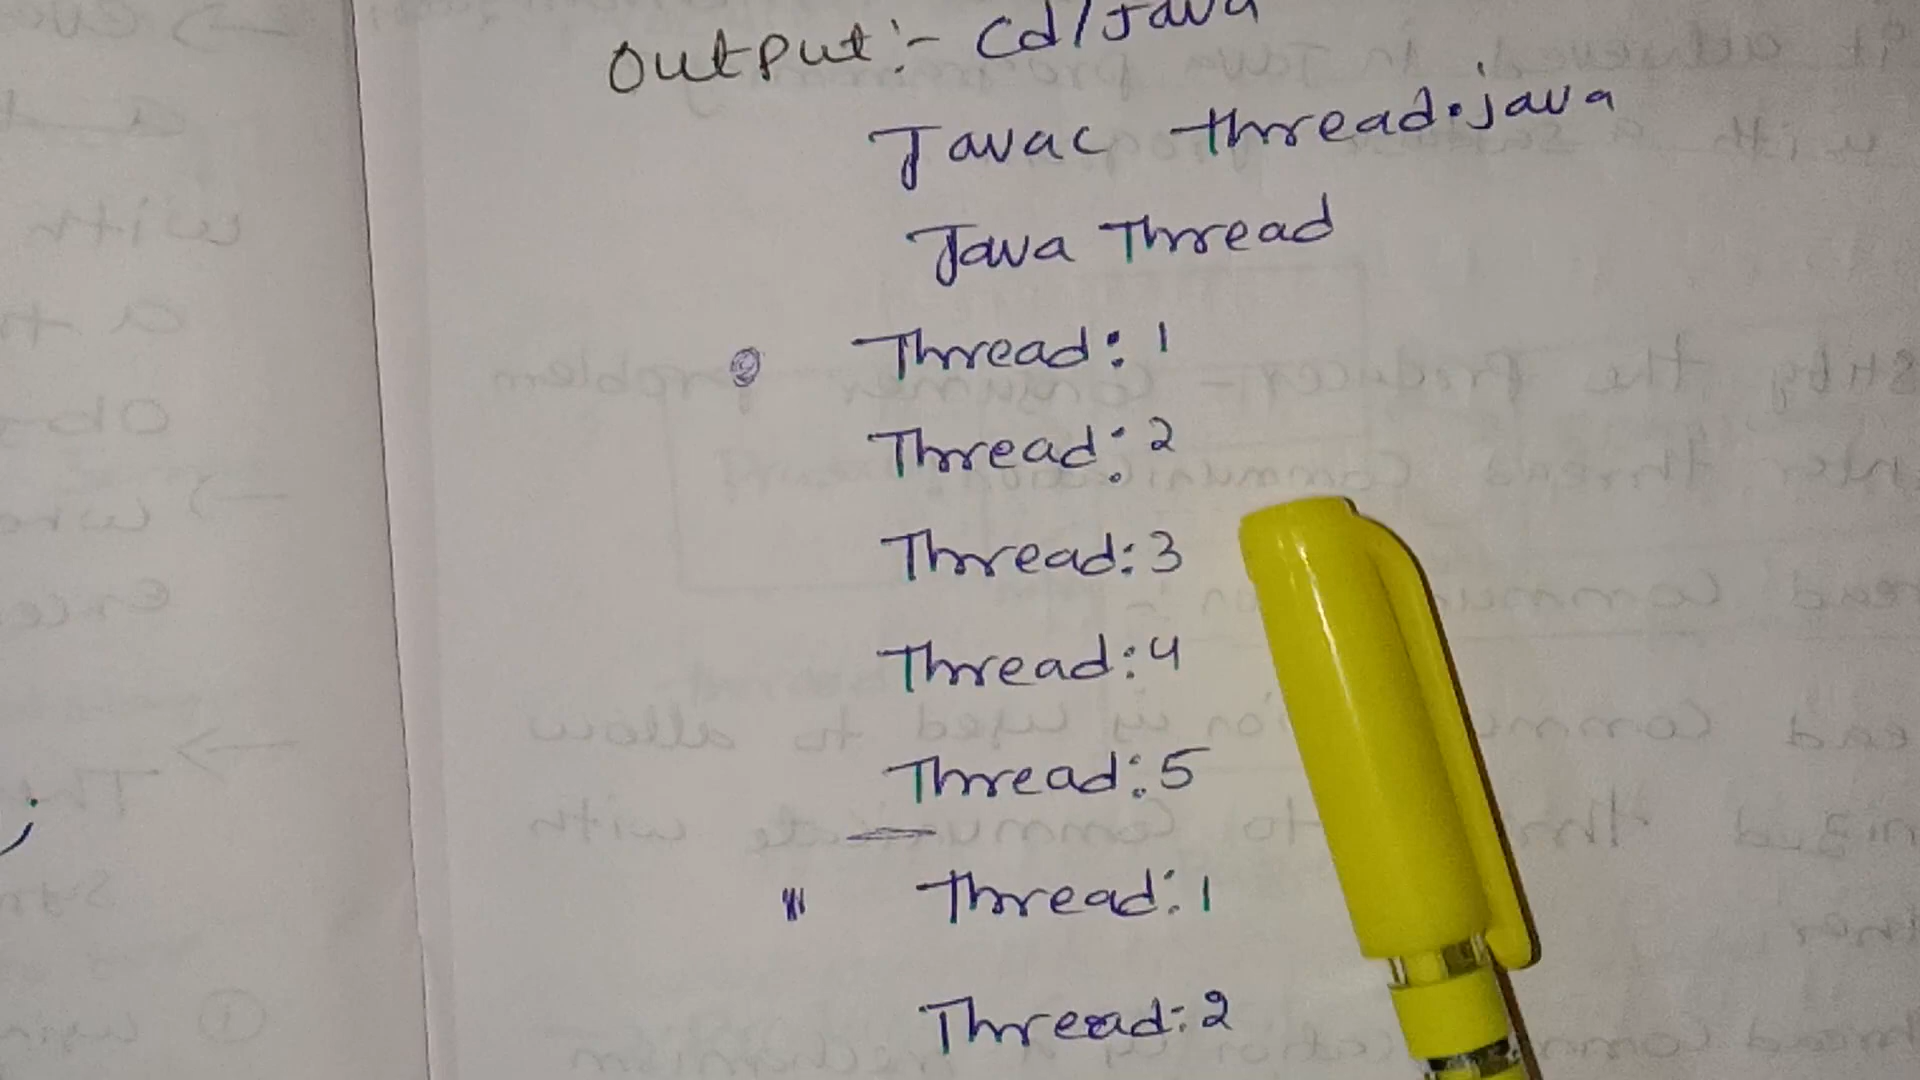 Output:- Cd/Java
Javac thread.java
Java Thread
Thread: 1
Thread: 2
Thread: 3
Thread: 4
Thread: 5
Thread: 1
Thread: 2